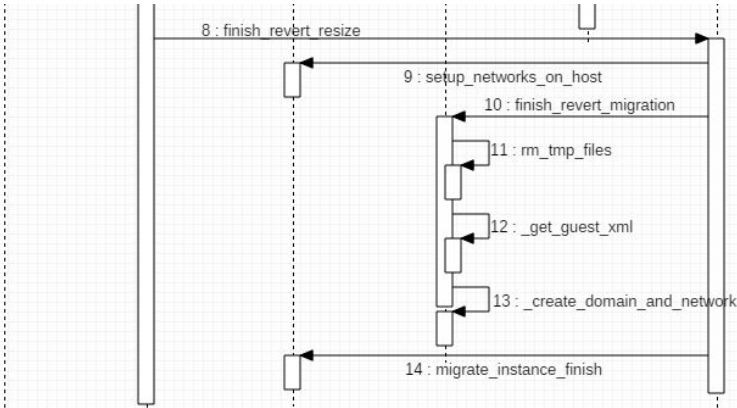 8 : finish_revert_resize
9 : setup_networks_on_host
10 : finish_revert_migration
11 : rm_tmp_files
12 : _get_guest_xml
13 : _create_domain_and_network
14 : migrate_instance_finish